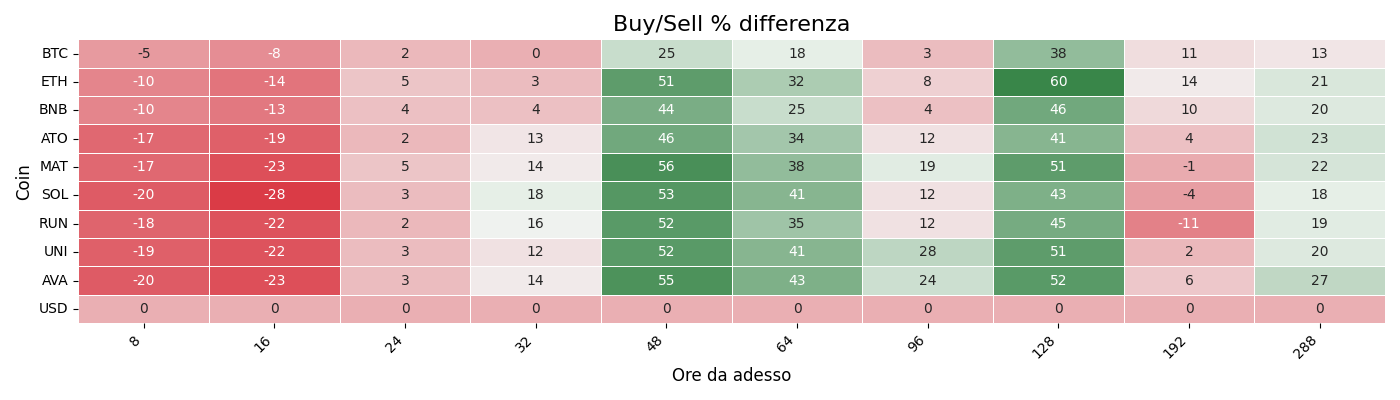 Buy/Sell % differenza
Coin
BTC -5 -8 2 0 25 18 3 38 11 13
ETH -10 -14 5 3 51 32 8 60 14 21
BNB -10 -13 4 4 44 25 4 46 10 20
ATO -17 -19 2 13 46 34 12 41 4 23
MAT -17 -23 5 14 56 38 19 51 -1 22
SOL -20 -28 3 18 53 41 12 43 -4 18
RUN -18 -22 2 16 52 35 12 45 -11 19
UNI -19 -22 3 12 52 41 28 51 2 20
AVA -20 -23 3 14 55 43 24 52 6 27
USD 0 0 0 0 0 0 0 0 0 0
8 16 24 32 48 64 96 128 192 288
Ore da adesso